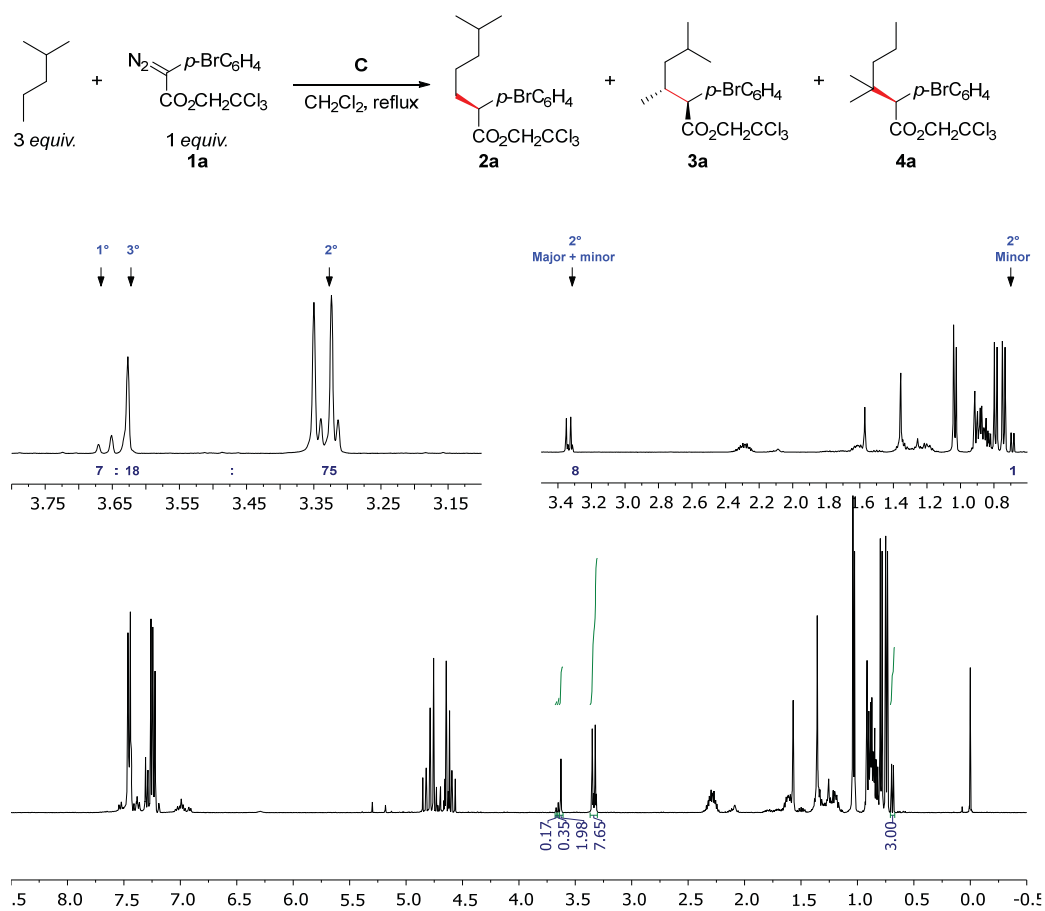 N2
p-BrC6H4
CO2CH2CCl3
3 equiv.
+
1 equiv.
1a
C
CH2Cl2, reflux
p-BrC6H4
CO2CH2CCl3
2a
+
p-BrC6H4
CO2CH2CCl3
3a
+
p-BrC6H4
CO2CH2CCl3
4a
1° 3° 2°
7 : 18 : 75
3.75 3.65 3.55 3.45 3.35 3.25 3.15
2°
Major + minor
2°
Minor
8 1
3.4 3.2 3.0 2.8 2.6 2.4 2.2 2.0 1.8 1.6 1.4 1.2 1.0 0.8
0.17
0.35
1.98
7.65
3.00
.5 8.0 7.5 7.0 6.5 6.0 5.5 5.0 4.5 4.0 3.5 3.0 2.5 2.0 1.5 1.0 0.5 0.0 -0.5